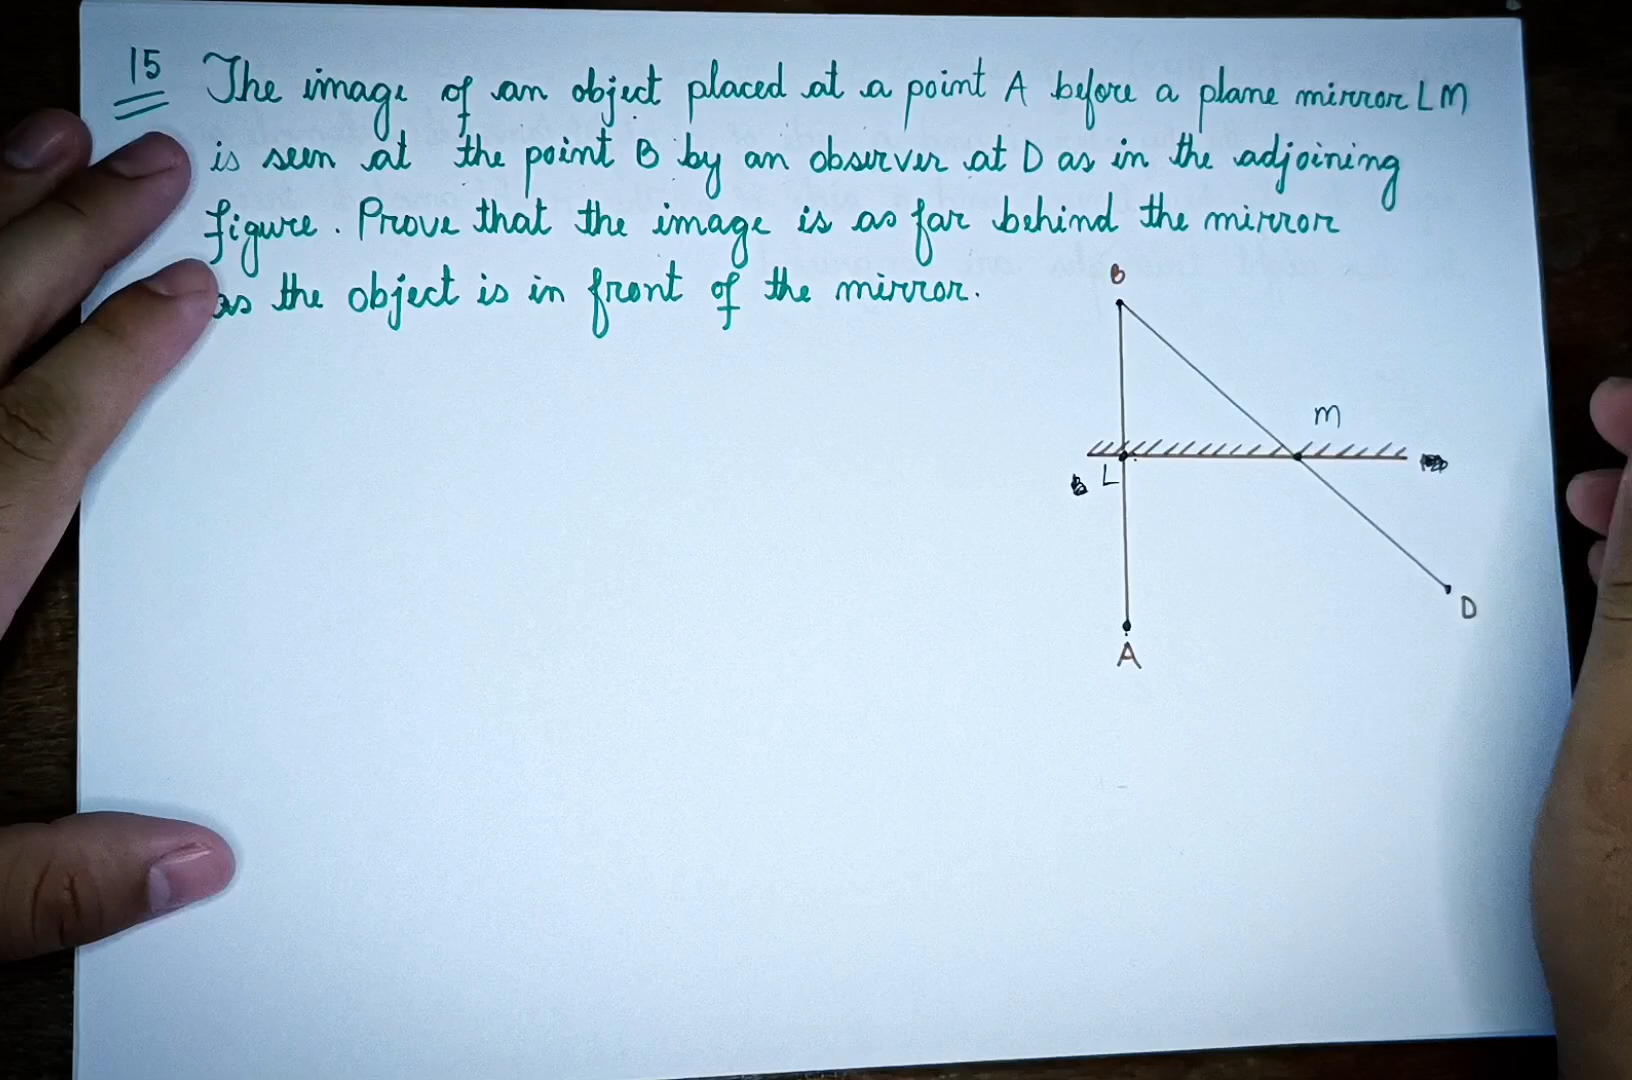 15 The image of an object placed at a point A before a plane mirror LM
is seen at the point B by an observer at D as in the adjoining
figure. Prove that the image is as far behind the mirror
as the object is in front of the mirror.
B
M
L
D
A